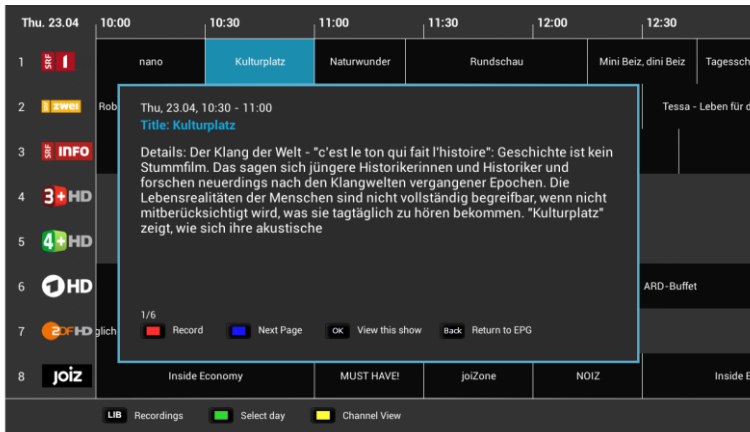 Thu. 23.04 10:00 10:30 11:00 11:30 12:00 12:30
1 SRF 1 nano Kulturplatz Naturwunder Rundschau Mini Beiz, dini Beiz Tagessch
2 SRF zwei Rob Tessa - Leben für d
3 SRF INFO
4 3+ HD
5 4+ HD
6 1 HD ARD-Buffet
7 ZDF HD glich
Thu, 23.04, 10:30 - 11:00
Title: Kulturplatz
Details: Der Klang der Welt - "c'est le ton qui fait l'histoire": Geschichte ist kein
Stummfilm. Das sagen sich jüngere Historikerinnen und Historiker und
forschen neuerdings nach den Klangwelten vergangener Epochen. Die
Lebensrealitäten der Menschen sind nicht vollständig begreifbar, wenn nicht
mitberücksichtigt wird, was sie tagtäglich zu hören bekommen. "Kulturplatz"
zeigt, wie sich ihre akustische
1/6
Record Next Page OK View this show Back Return to EPG
8 joiz Inside Economy MUST HAVE! joiZone NOIZ Inside E
LIB Recordings Select day Channel View